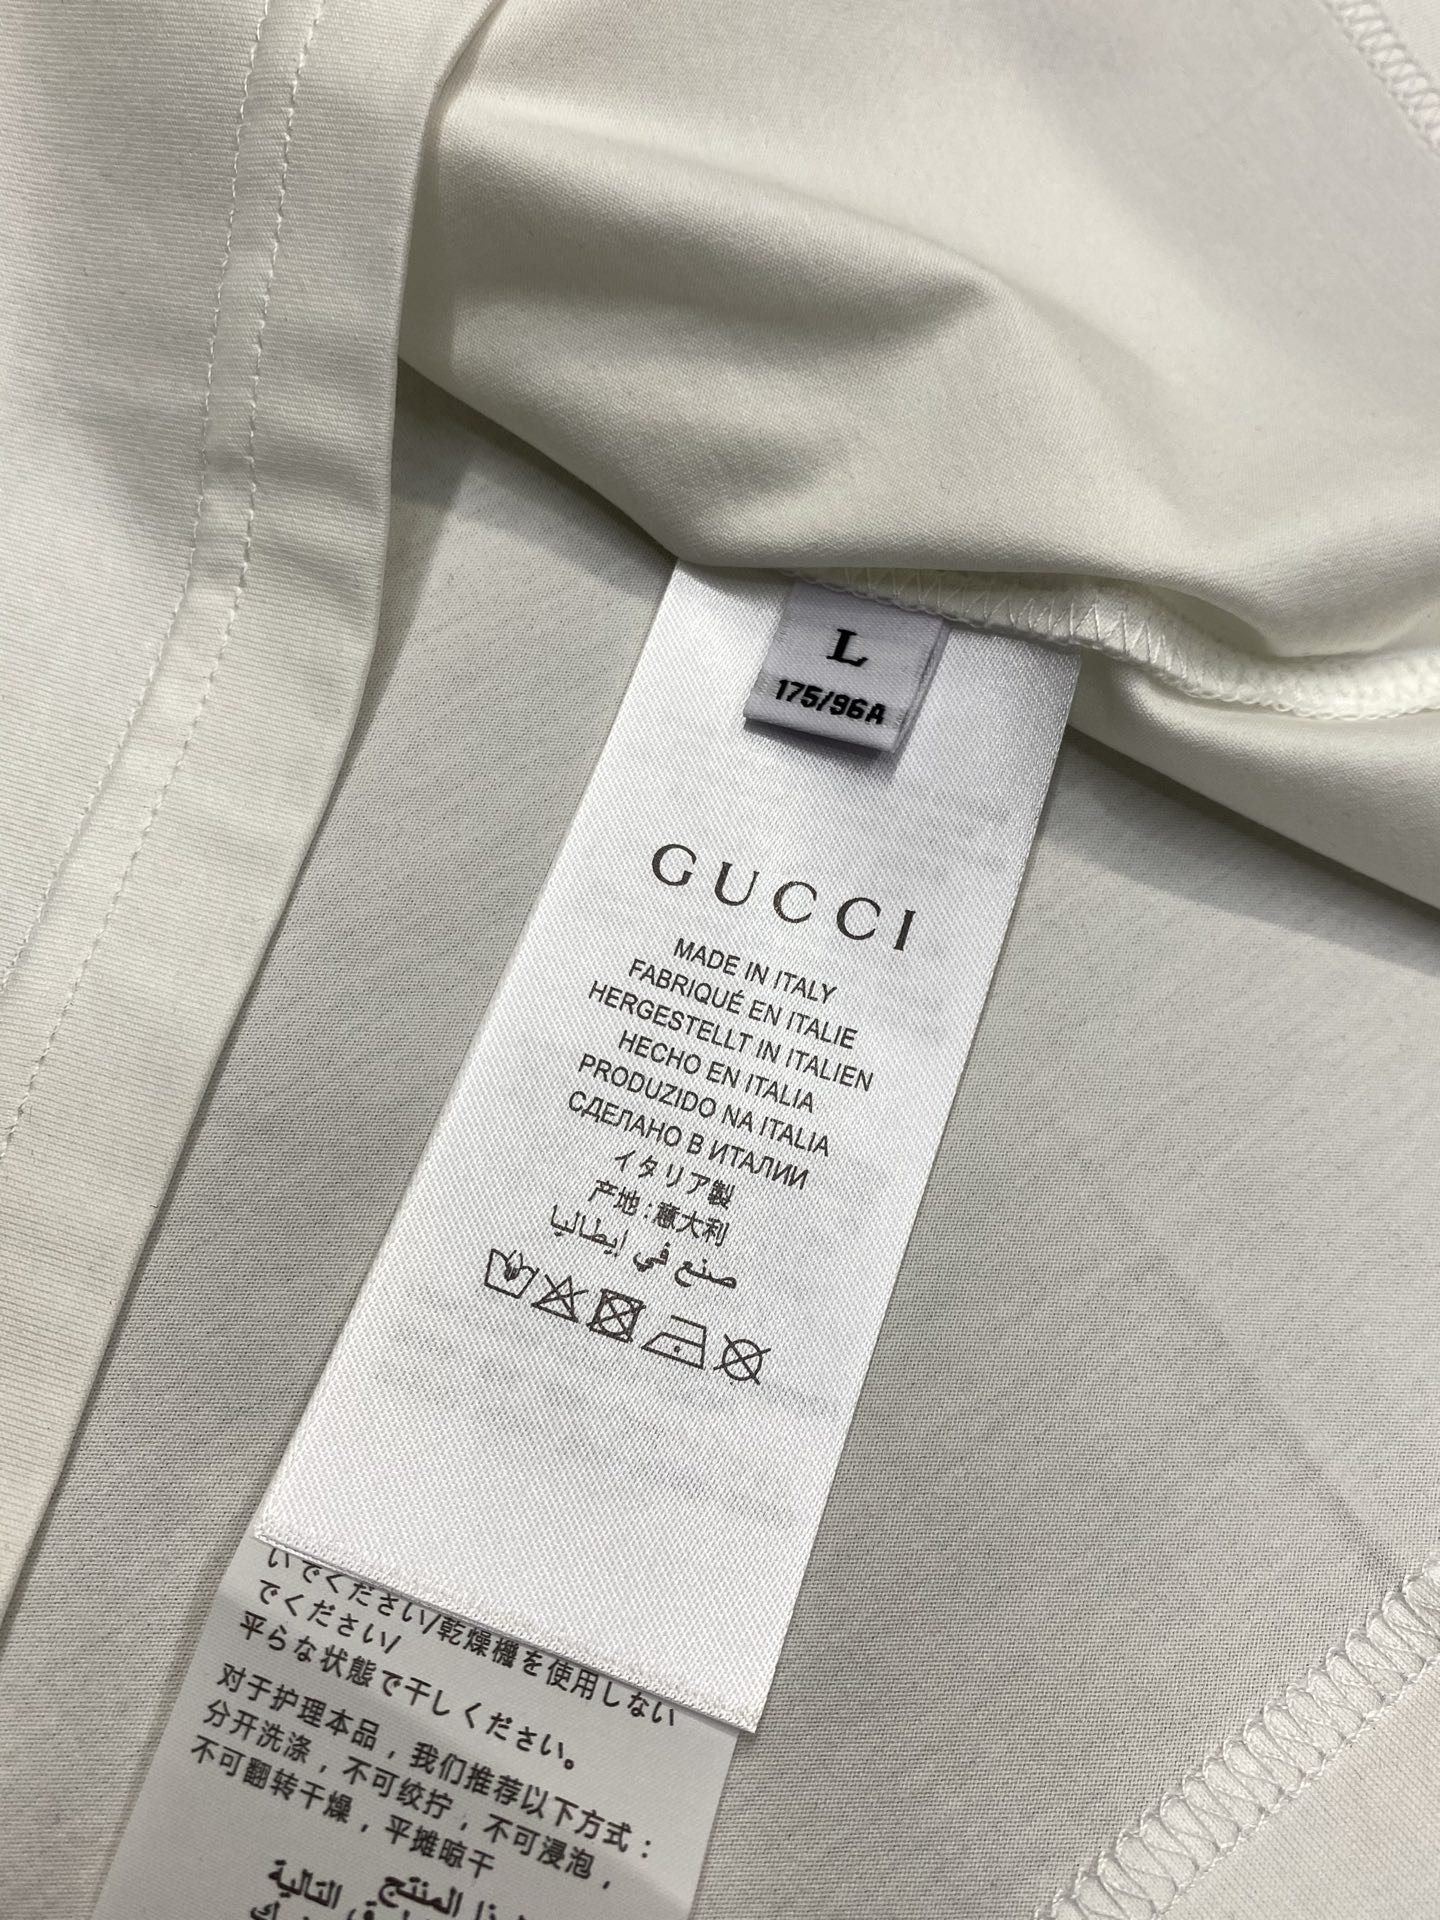 L
175/96A
GUCCI
MADE IN ITALY
FABRIQUÉ EN ITALIE
HERGESTELLT IN ITALIEN
HECHO EN ITALIA
PRODUZIDO NA ITALIA
СДЕЛАНО В ИТАЛИИ
イタリア製
产地:意大利
صنع في إيطاليا
いでください/乾燥機を使用しない
でください/
平らな状態で干しください。
对于护理本品，我们推荐以下方式：
分开洗涤，不可绞拧，不可浸泡，
不可翻转干燥，平摊晾干
المنتج
التالية